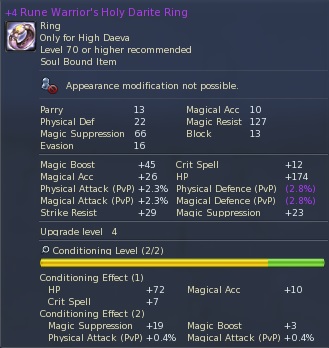 +4 Rune Warrior's Holy Darite Ring
Ring
Only for High Daeva
Level 70 or higher recommended
Soul Bound Item
Appearance modification not possible.
Parry 13 Magical Acc 10
Physical Def 22 Magic Resist 127
Magic Suppression 66 Block 13
Evasion 16
Magic Boost +45 Crit Spell +12
Magical Acc +26 HP +174
Physical Attack (PvP) +2.3% Physical Defence (PvP) (2.8%)
Magical Attack (PvP) +2.3% Magical Defence (PvP) (2.8%)
Strike Resist +29 Magic Suppression +23
Upgrade level 4
Conditioning Level (2/2)
Conditioning Effect (1)
HP +72 Magical Acc +10
Crit Spell +7
Conditioning Effect (2)
Magic Suppression +19 Magic Boost +3
Physical Attack (PvP) +0.4% Magical Attack (PvP) +0.4%